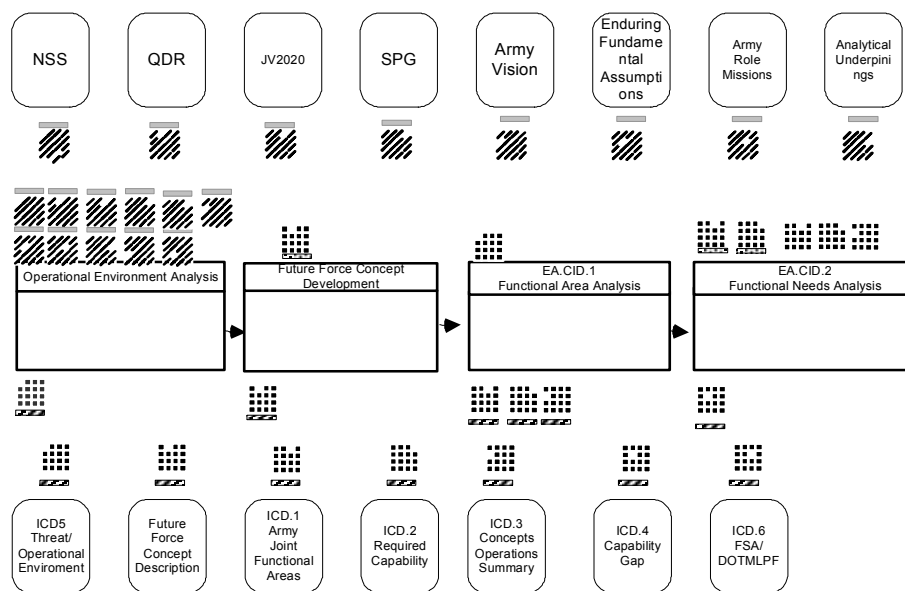 NSS
QDR
JV2020
SPG
Army
Vision
Enduring
Fundame
ntal
Assumpti
ons
Army
Role
Missions
Analytical
Underpini
ngs
Operational Environment Analysis
Future Force Concept
Development
EA.CID.1
Functional Area Analysis
EA.CID.2
Functional Needs Analysis
ICD5
Threat/
Operational
Enviroment
Future
Force
Concept
Description
ICD.1
Army
Joint
Functional
Areas
ICD.2
Required
Capability
ICD.3
Concepts
Operations
Summary
ICD.4
Capability
Gap
ICD.6
FSA/
DOTMLPF